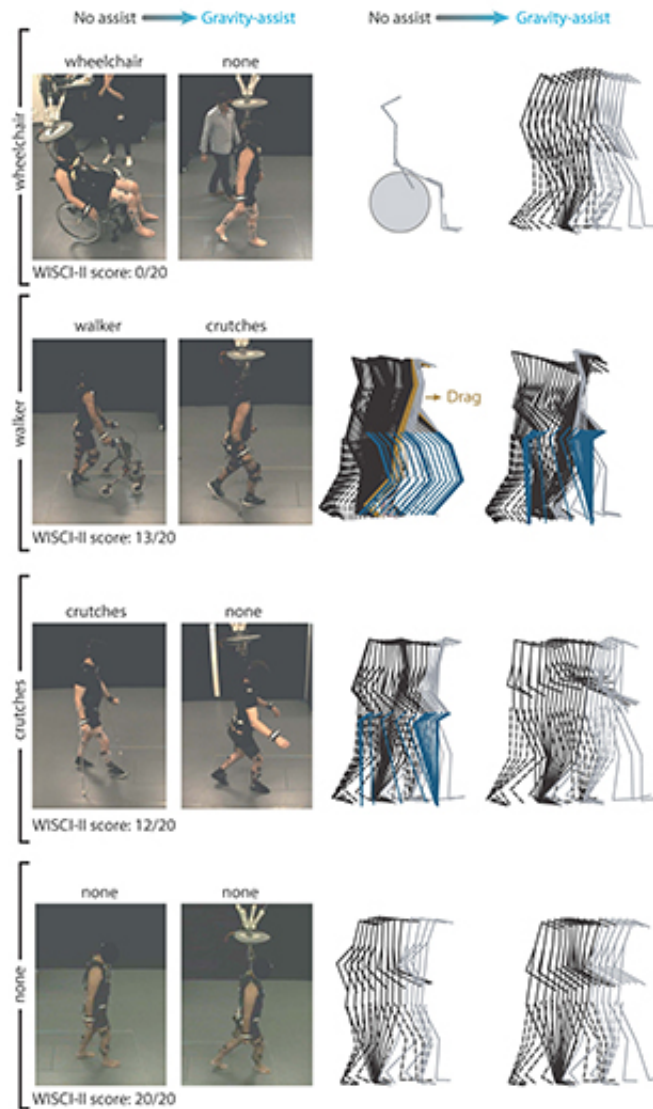 No assist Gravity-assist No assist Gravity-assist
wheelchair none
wheelchair
WISCI-II score: 0/20
walker crutches
walker
Drag
WISCI-II score: 13/20
crutches none
crutches
WISCI-II score: 12/20
none none
none
WISCI-II score: 20/20